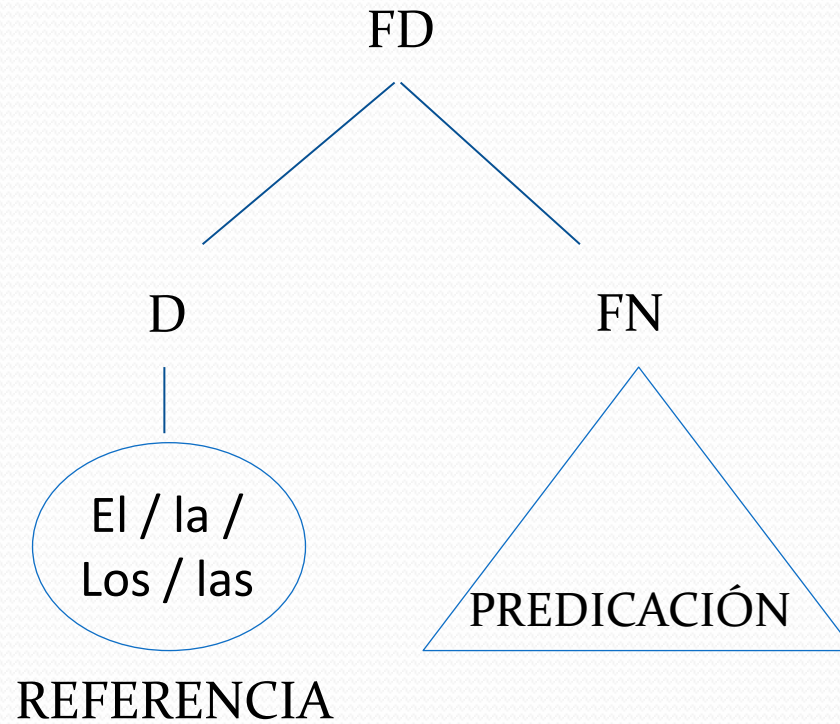 FD
D
FN
El / la /
Los / las
PREDICACIÓN
REFERENCIA